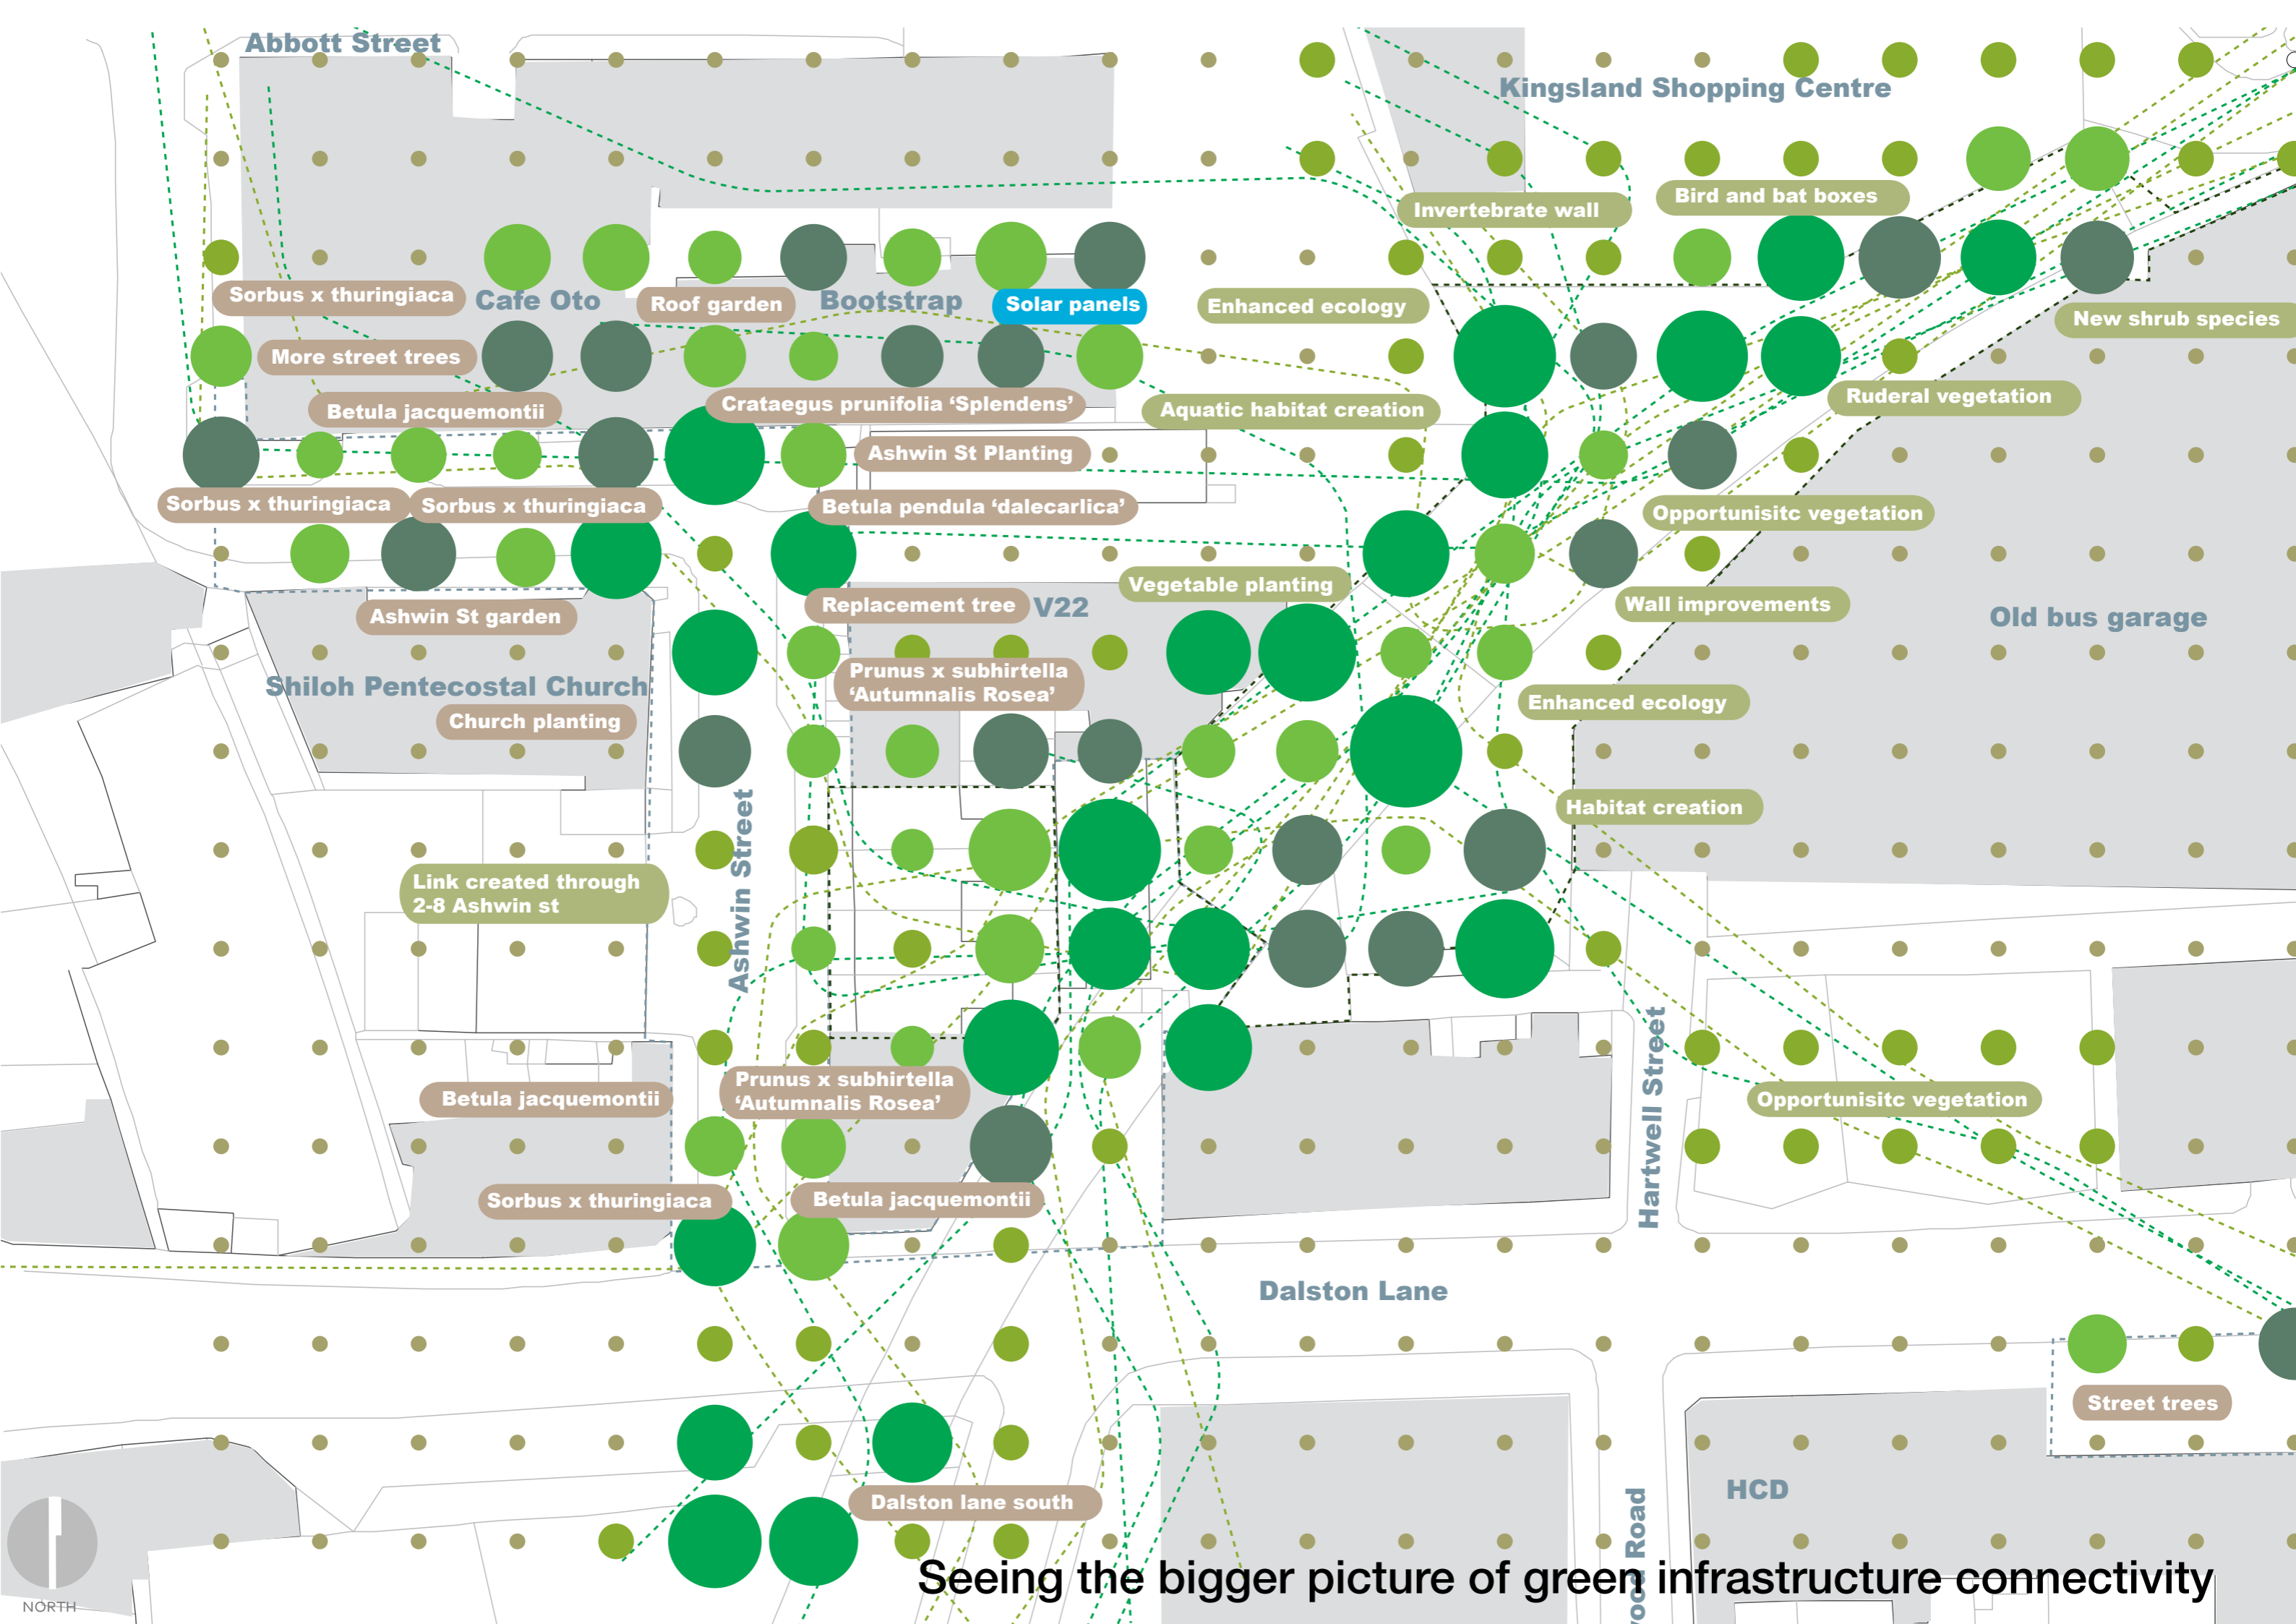 Abbott Street
Kingsland Shopping Centre
Bird and bat boxes
Invertebrate wall
Sorbus x thuringiaca
Cafe Oto
Roof garden
Bootstrap
Solar panels
Enhanced ecology
New shrub species
More street trees
Betula jacquemontii
Crataegus prunifolia ‘Splendens’
Aquatic habitat creation
Ruderal vegetation
Ashwin St Planting
Sorbus x thuringiaca
Sorbus x thuringiaca
Betula pendula ‘dalecarlica’
Opportunisitc vegetation
Vegetable planting
Ashwin St garden
Replacement tree
V22
Wall improvements
Old bus garage
Shiloh Pentecostal Church
Prunus x subhirtella
‘Autumnalis Rosea’
Church planting
Enhanced ecology
Habitat creation
Ashwin Street
Link created through
2-8 Ashwin st
Hartwell Street
Betula jacquemontii
Prunus x subhirtella
‘Autumnalis Rosea’
Opportunisitc vegetation
Sorbus x thuringiaca
Betula jacquemontii
Dalston Lane
Street trees
HCD
Dalston lane south
Road
Seeing the bigger picture of green infrastructure connectivity
NORTH